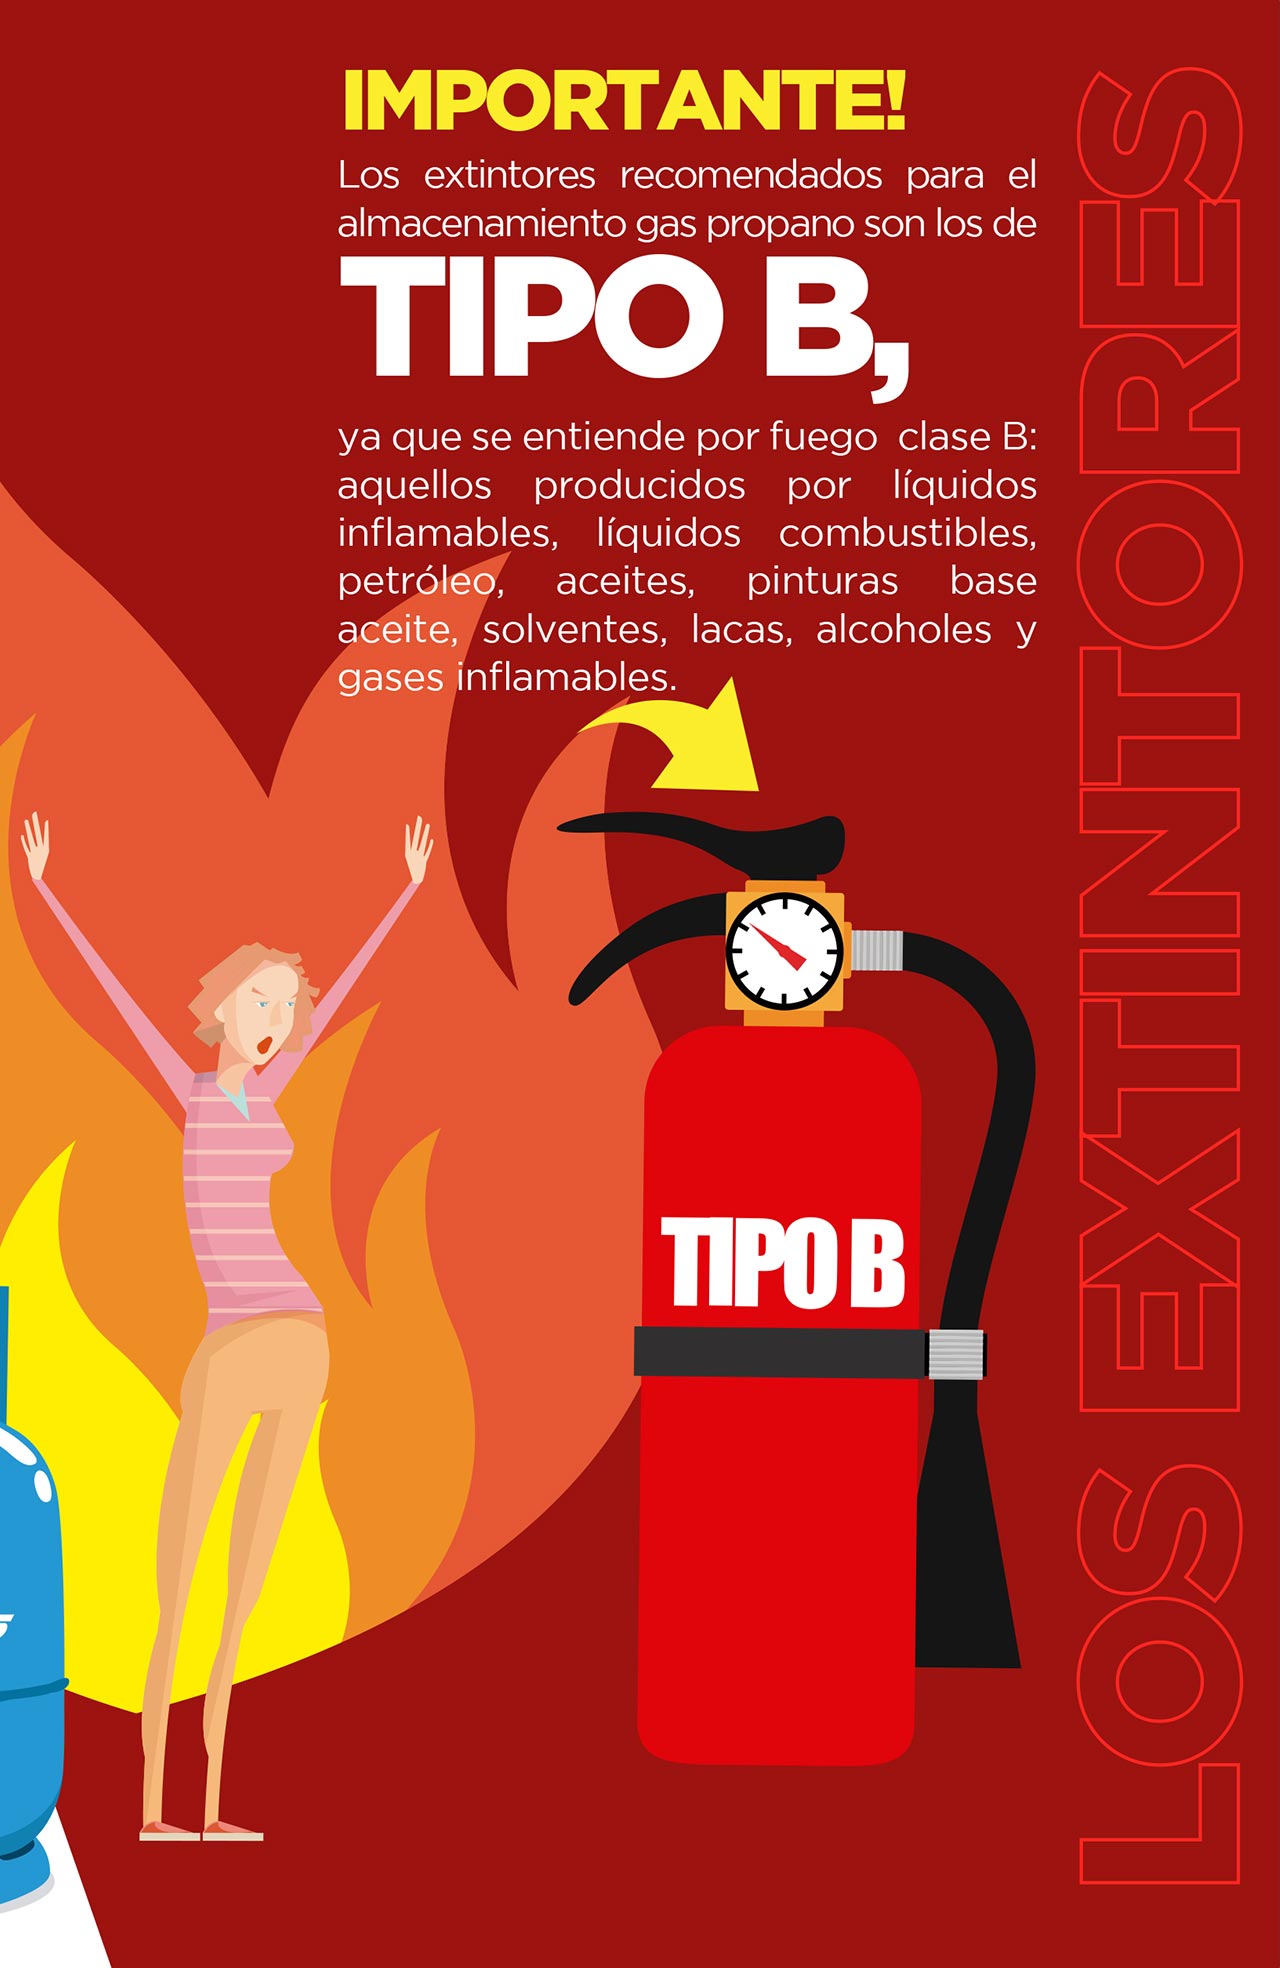 IMPORTANTE!
Los extintores recomendados para el
almacenamiento gas propano son los de
TIPO B,
ya que se entiende por fuego clase B:
aquellos producidos por líquidos
inflamables, líquidos combustibles,
petróleo, aceites, pinturas base
aceite, solventes, lacas, alcoholes y
gases inflamables.
TIPO B
LOS EXTINTORES